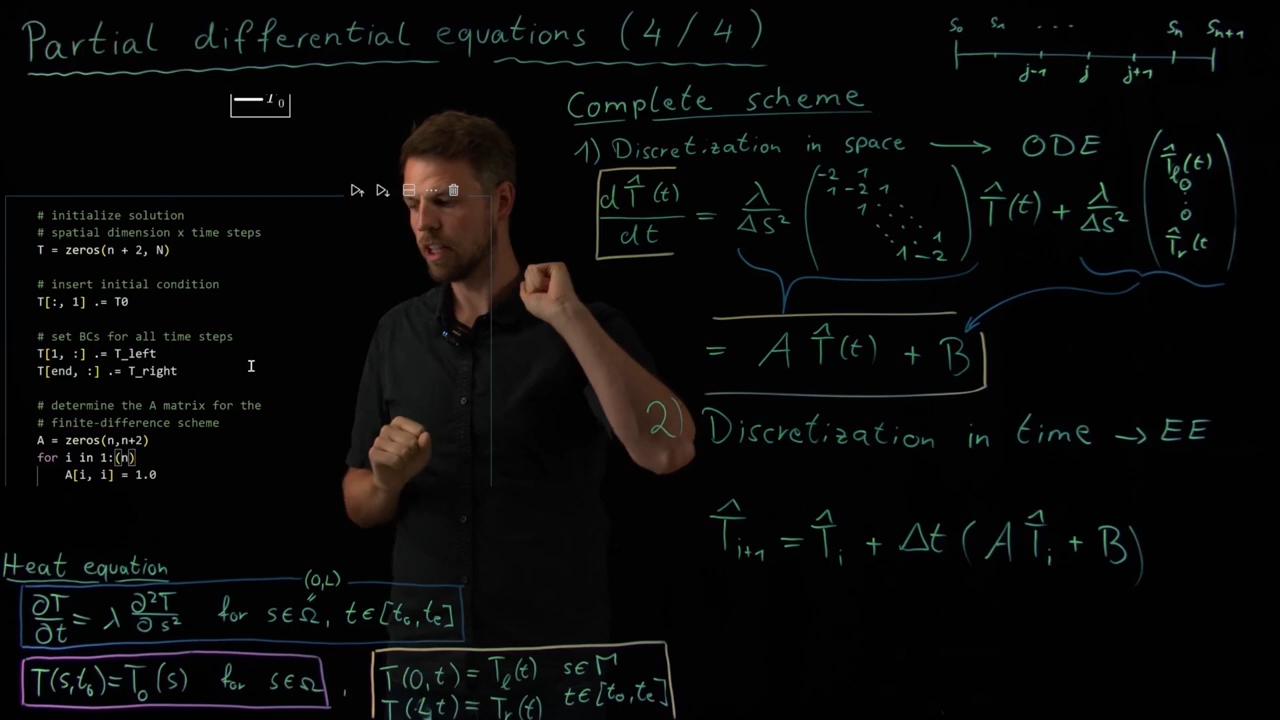 Partial differential equations (4/4)
s₀ s₁ ... sₙ sₙ₊₁
j-1 j j+1
T₀
# initialize solution
# spatial dimension x time steps
T = zeros(n + 2, N)
# insert initial condition
T[:, 1] .= T0
# set BCs for all time steps
T[1, :] .= T_left
T[end, :] .= T_right
# determine the A matrix for the
# finite-difference scheme
A = zeros(n,n+2)
for i in 1:(n)
A[i, i] = 1.0
Complete scheme
1) Discretization in space → ODE
dT̂(t)/dt = λ/Δs² (-2 1 1 -2 1 1 ⋱ ⋱ ⋱ 1 1 -2) T̂(t) + λ/Δs² (T̂ₗ(t) 0 ⋮ 0 T̂ᵣ(t)
= A T̂(t) + B
2) Discretization in time → EE
T̂ᵢ₊₁ = T̂ᵢ + Δt (A T̂ᵢ + B)
Heat equation
(0,L)
∂T/∂t = λ ∂²T/∂s² for s∈Ω, t∈[t₀,tₑ]
T(s,t₀)=T₀(s) for s∈Ω ,
T(0,t) = Tₗ(t) s∈Γ
T(L,t) = Tᵣ(t) t∈[t₀,tₑ]